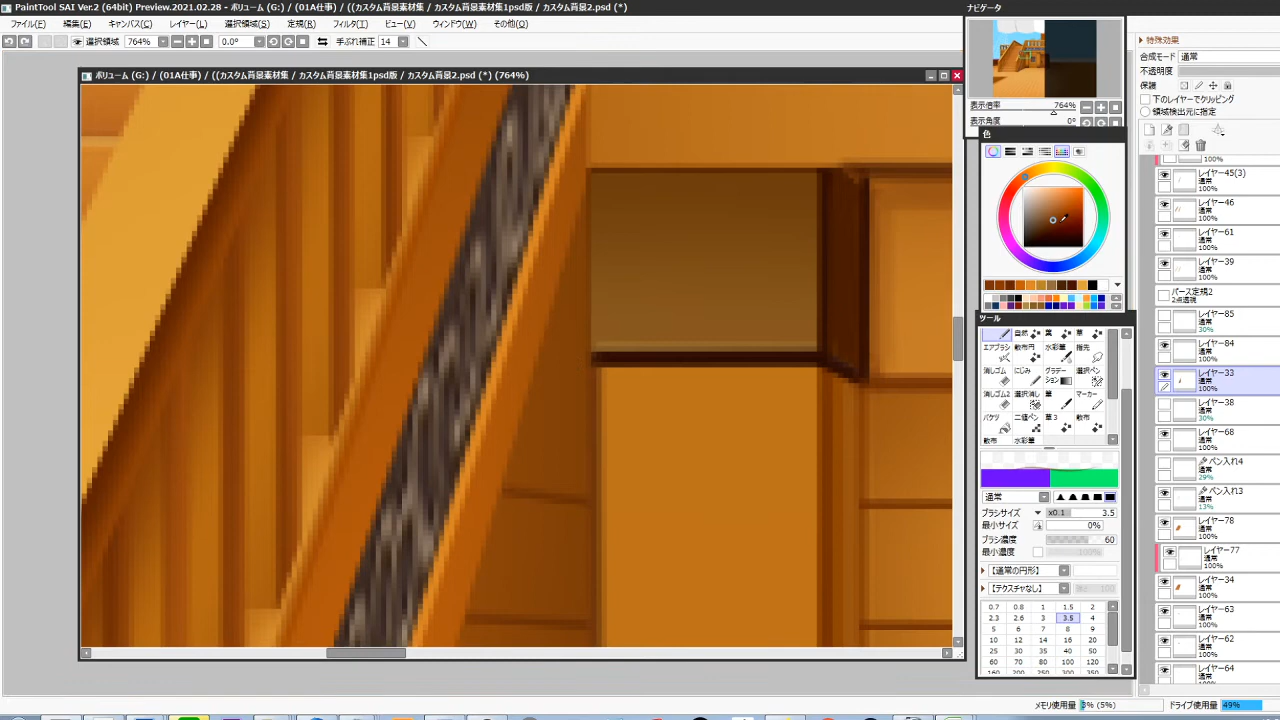 PaintTool SAI Ver.2 (64bit) Preview.2021.02.28 - ボリューム (G:) / (01A仕事) / ((カスタム背景素材集 / カスタム背景素材集1psd版 / カスタム背景2.psd (*)
ファイル(F) 編集(E) キャンバス(C) レイヤー(L) 選択領域(S) 定規(R) フィルタ(T) ビュー(V) ウィンドウ(W) その他(O)
選択領域 764% 0.0° 手ぶれ補正 14
ボリューム (G:) / (01A仕事) / ((カスタム背景素材集 / カスタム背景素材集1psd版 / カスタム背景2.psd (*) (764%)
ナビゲータ
表示倍率 764%
表示角度 0°
色
ツール
自然 葉 草
エアブラシ 散布円 水彩筆 指先
消しゴム にじみ グラデーション 選択ペン
消しゴム2 選択消し 筆 マーカー
バケツ 二値ペン 草3 散布
散布 水彩筆
通常
ブラシサイズ x0.1 3.5
最小サイズ 0%
ブラシ濃度 60
最小濃度 100%
【通常の円形】
【テクスチャなし】 100
0.7 0.8 1 1.5 2
2.3 2.6 3 3.5 4
5 6 7 8 9
10 12 14 16 20
25 30 35 40 50
60 70 80 100 120
160 200 250 300 350
特殊効果
合成モード 通常
不透明度
保護
下のレイヤーでクリッピング
領域検出元に指定
100%
レイヤー45(3)
通常
100%
レイヤー46
通常
100%
レイヤー61
通常
100%
レイヤー39
通常
100%
パース定規2
2点透視
レイヤー85
通常
30%
レイヤー84
通常
100%
レイヤー33
通常
100%
レイヤー38
通常
30%
レイヤー68
通常
100%
ペン入れ4
通常
29%
ペン入れ3
通常
13%
レイヤー78
通常
100%
レイヤー77
通常
100%
レイヤー34
通常
100%
レイヤー63
通常
100%
レイヤー62
通常
100%
レイヤー64
通常
メモリ使用量 3% (5%) ドライブ使用量 49%